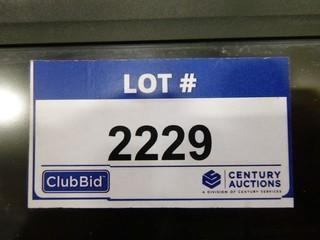 LOT #
2229
ClubBid
CENTURY
AUCTIONS
A DIVISION OF CENTURY SERVICES